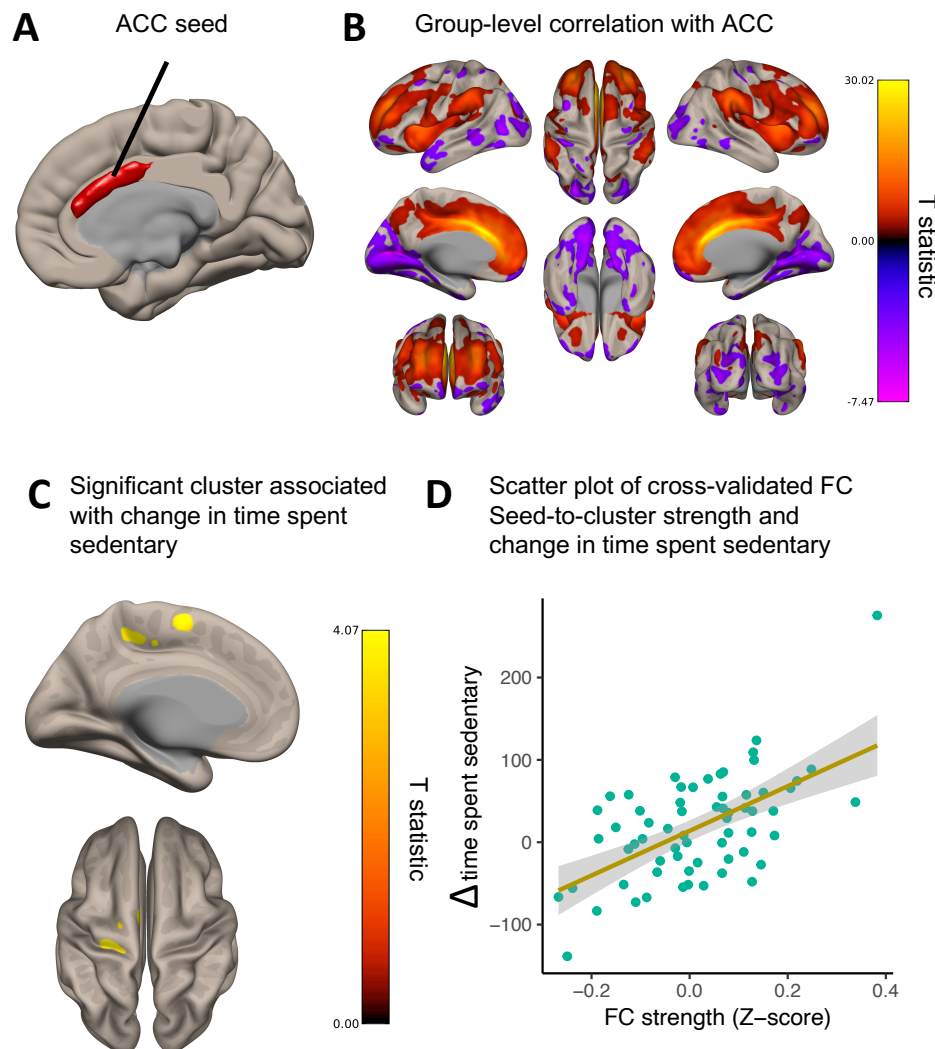 A
ACC seed
B
Group-level correlation with ACC
30.02
0.00
-7.47
T statistic
C
Significant cluster associated
with change in time spent
sedentary
4.07
0.00
T statistic
D
Scatter plot of cross-validated FC
Seed-to-cluster strength and
change in time spent sedentary
Δ time spent sedentary
200
100
0
−100
−0.2
0.0
0.2
0.4
FC strength (Z−score)